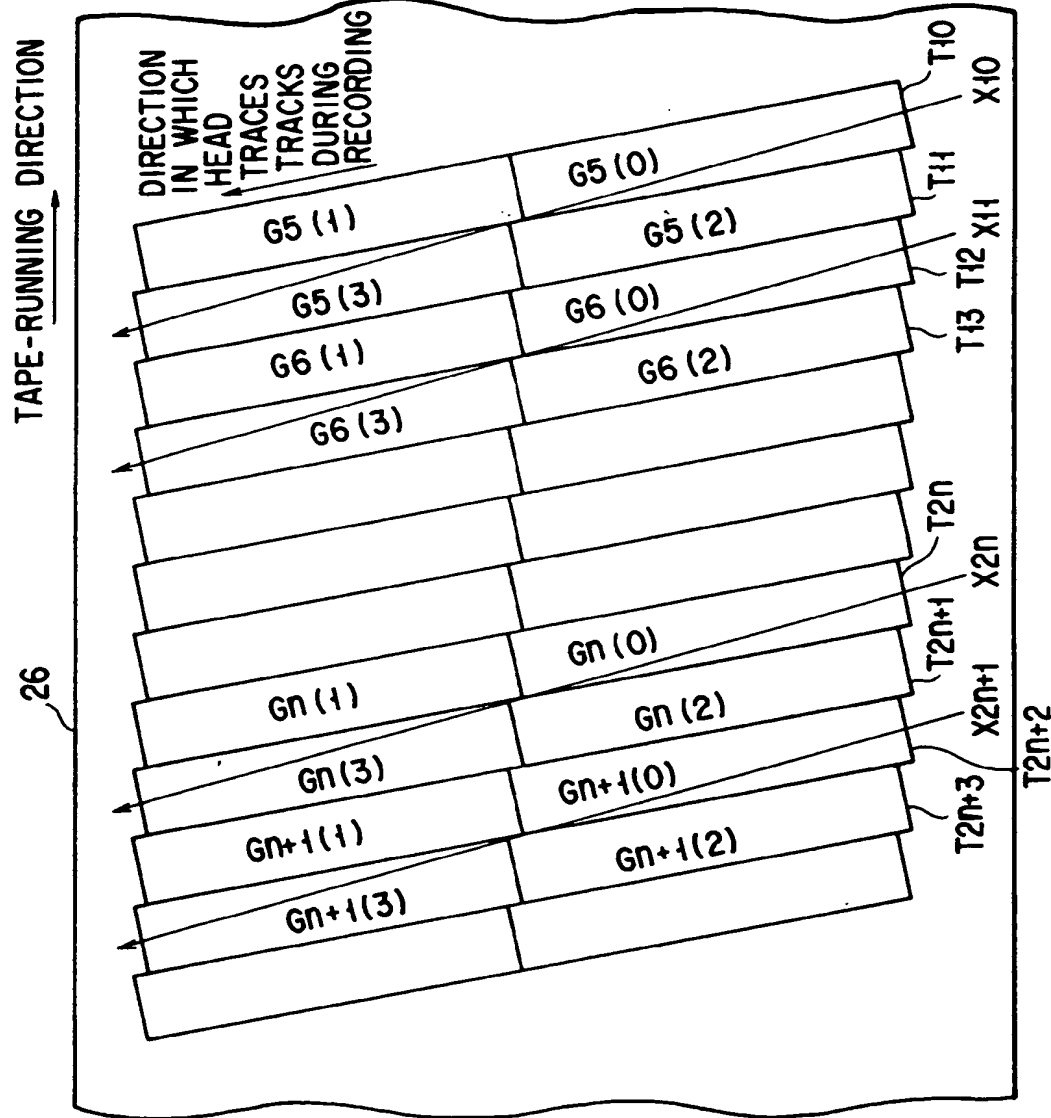 TAPE-RUNNING DIRECTION
26
DIRECTION
IN WHICH
HEAD
TRACES
TRACKS
DURING
RECORDING
G5 (1)
G5 (0)
G5 (3)
G5 (2)
G6 (1)
G6 (0)
G6 (3)
G6 (2)
Gn (1)
Gn (0)
Gn (3)
Gn (2)
Gn+1 (1)
Gn+1(0)
Gn+1 (3)
Gn+1 (2)
T10
X10
T11
X11
T12
T13
T2n
X2n
T2n+1
X2n+1
T2n+2
T2n+3